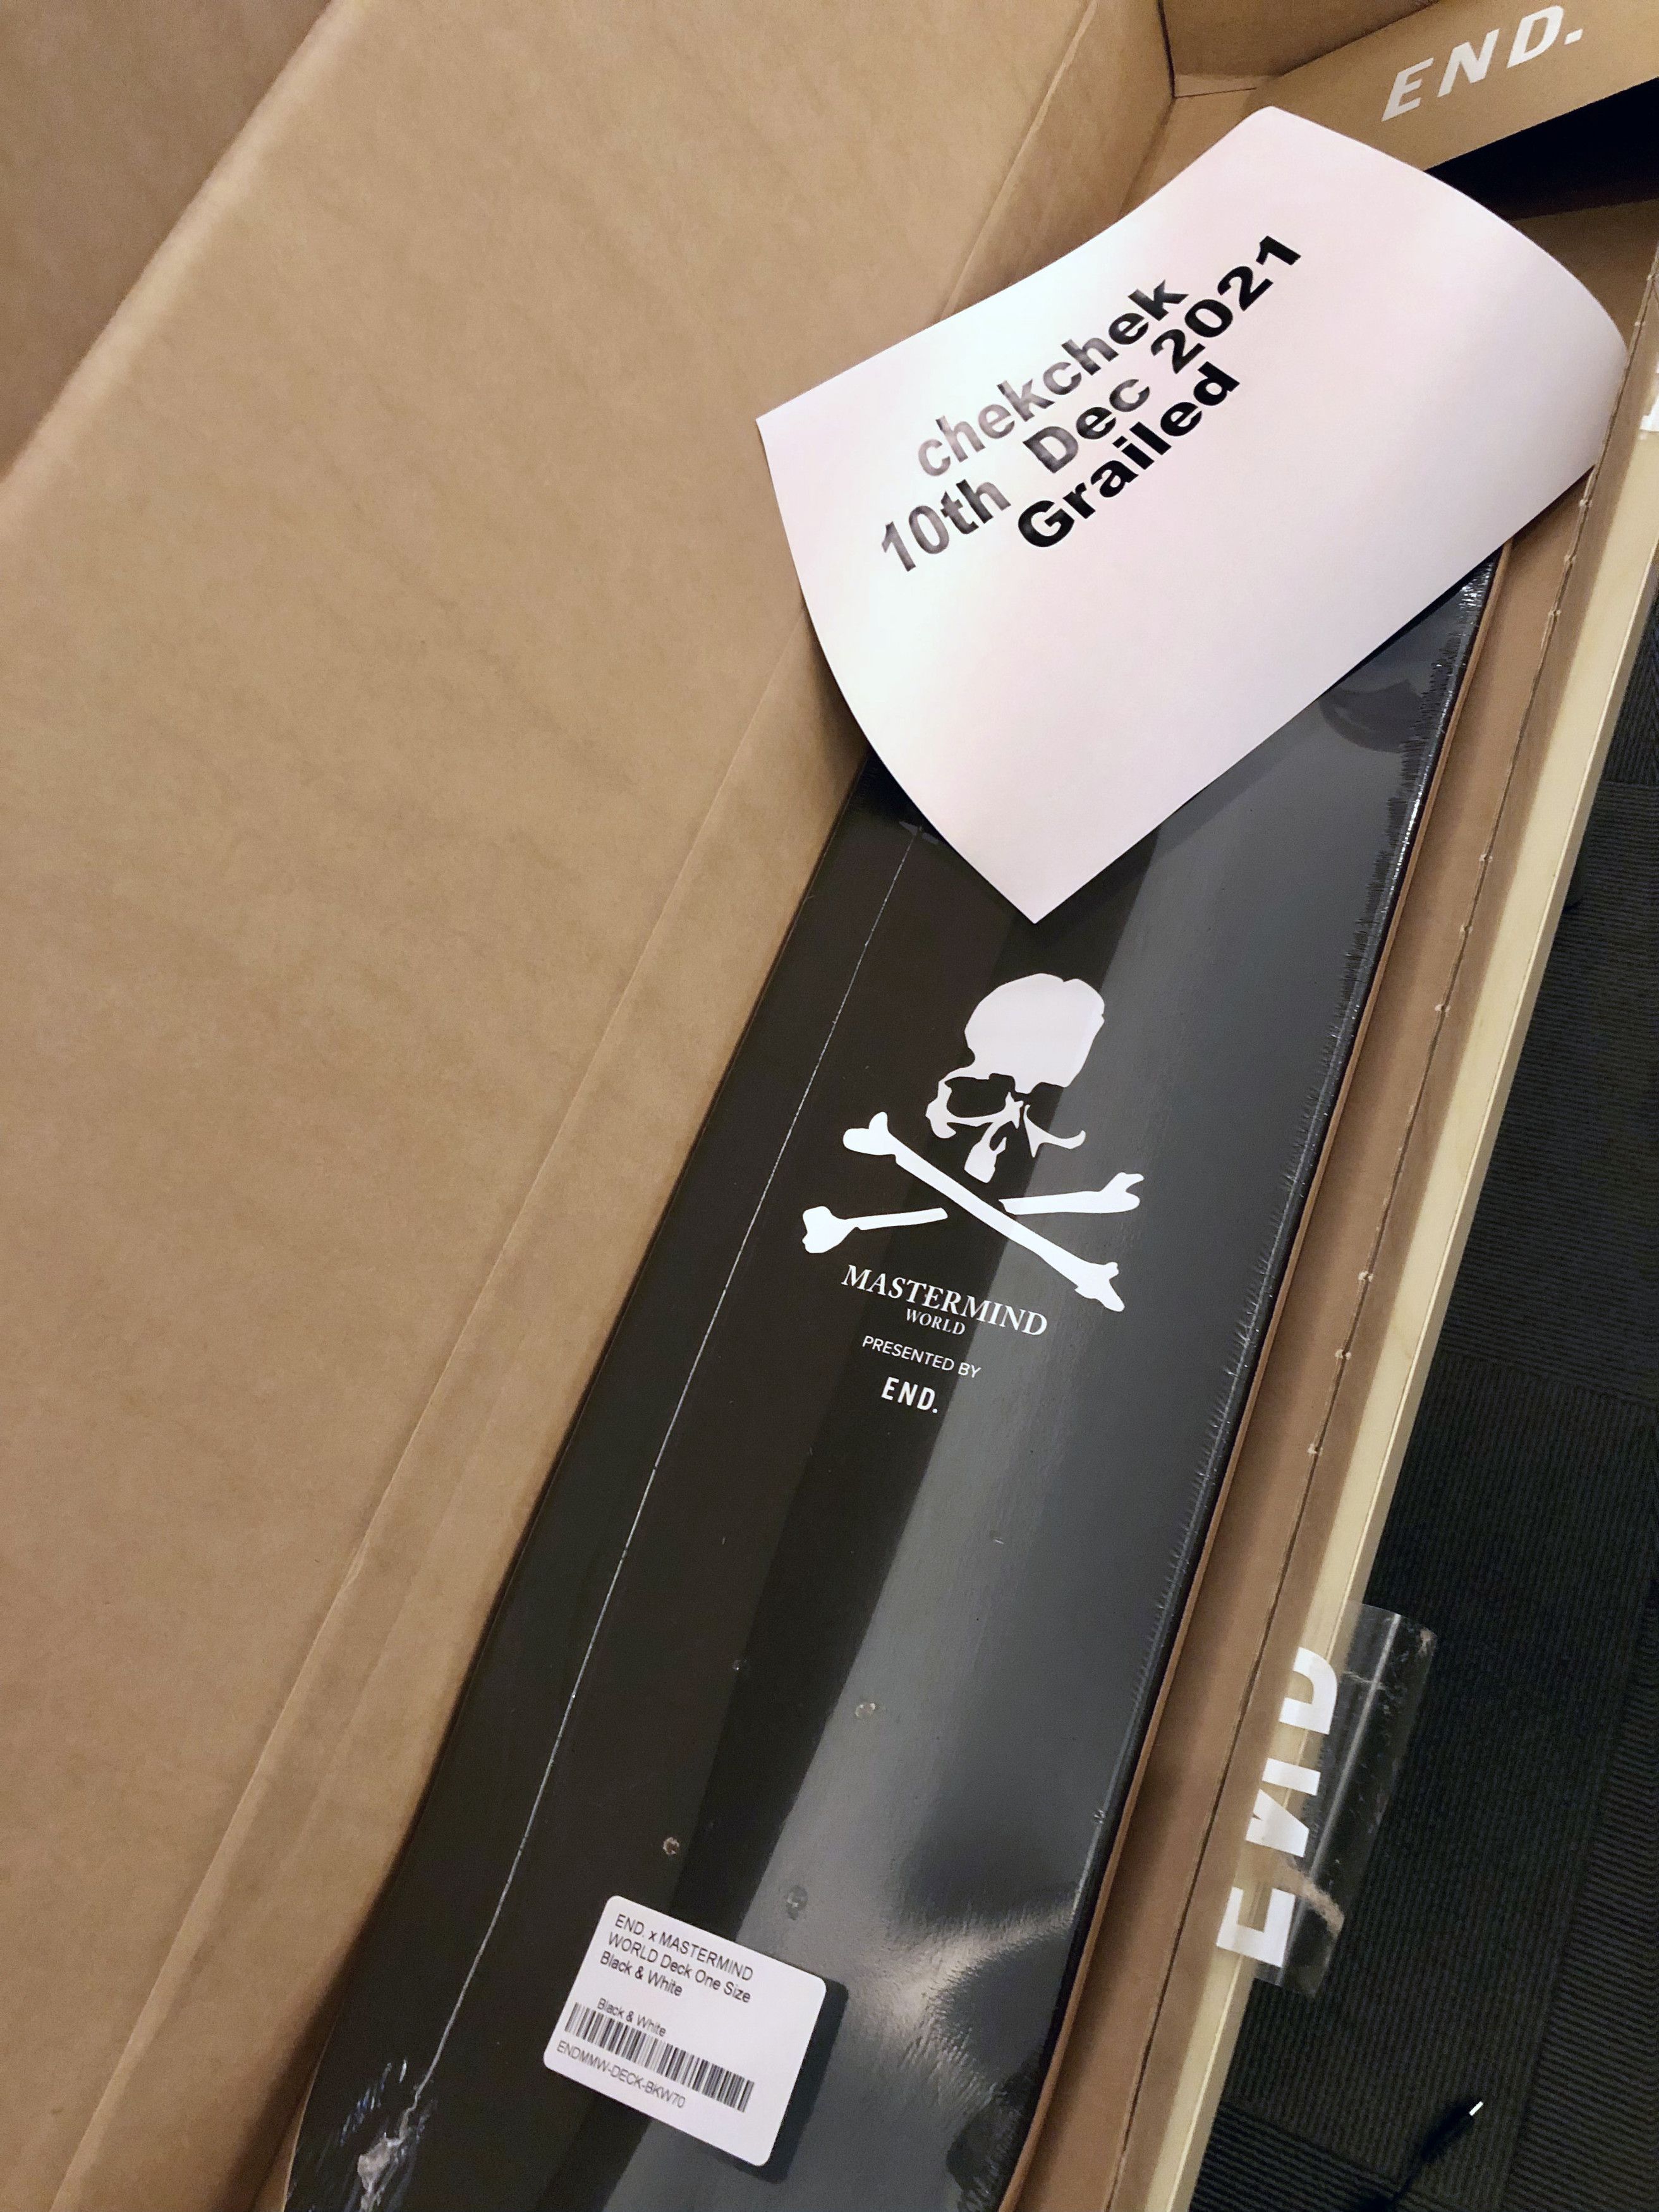 END.
chekchek
10th Dec 2021
Grailed
MASTERMIND
WORLD
PRESENTED BY
END.
END. x MASTERMIND
WORLD Deck One Size
Black & White
Black & White
ENDMMW-DECK-BKW70
END